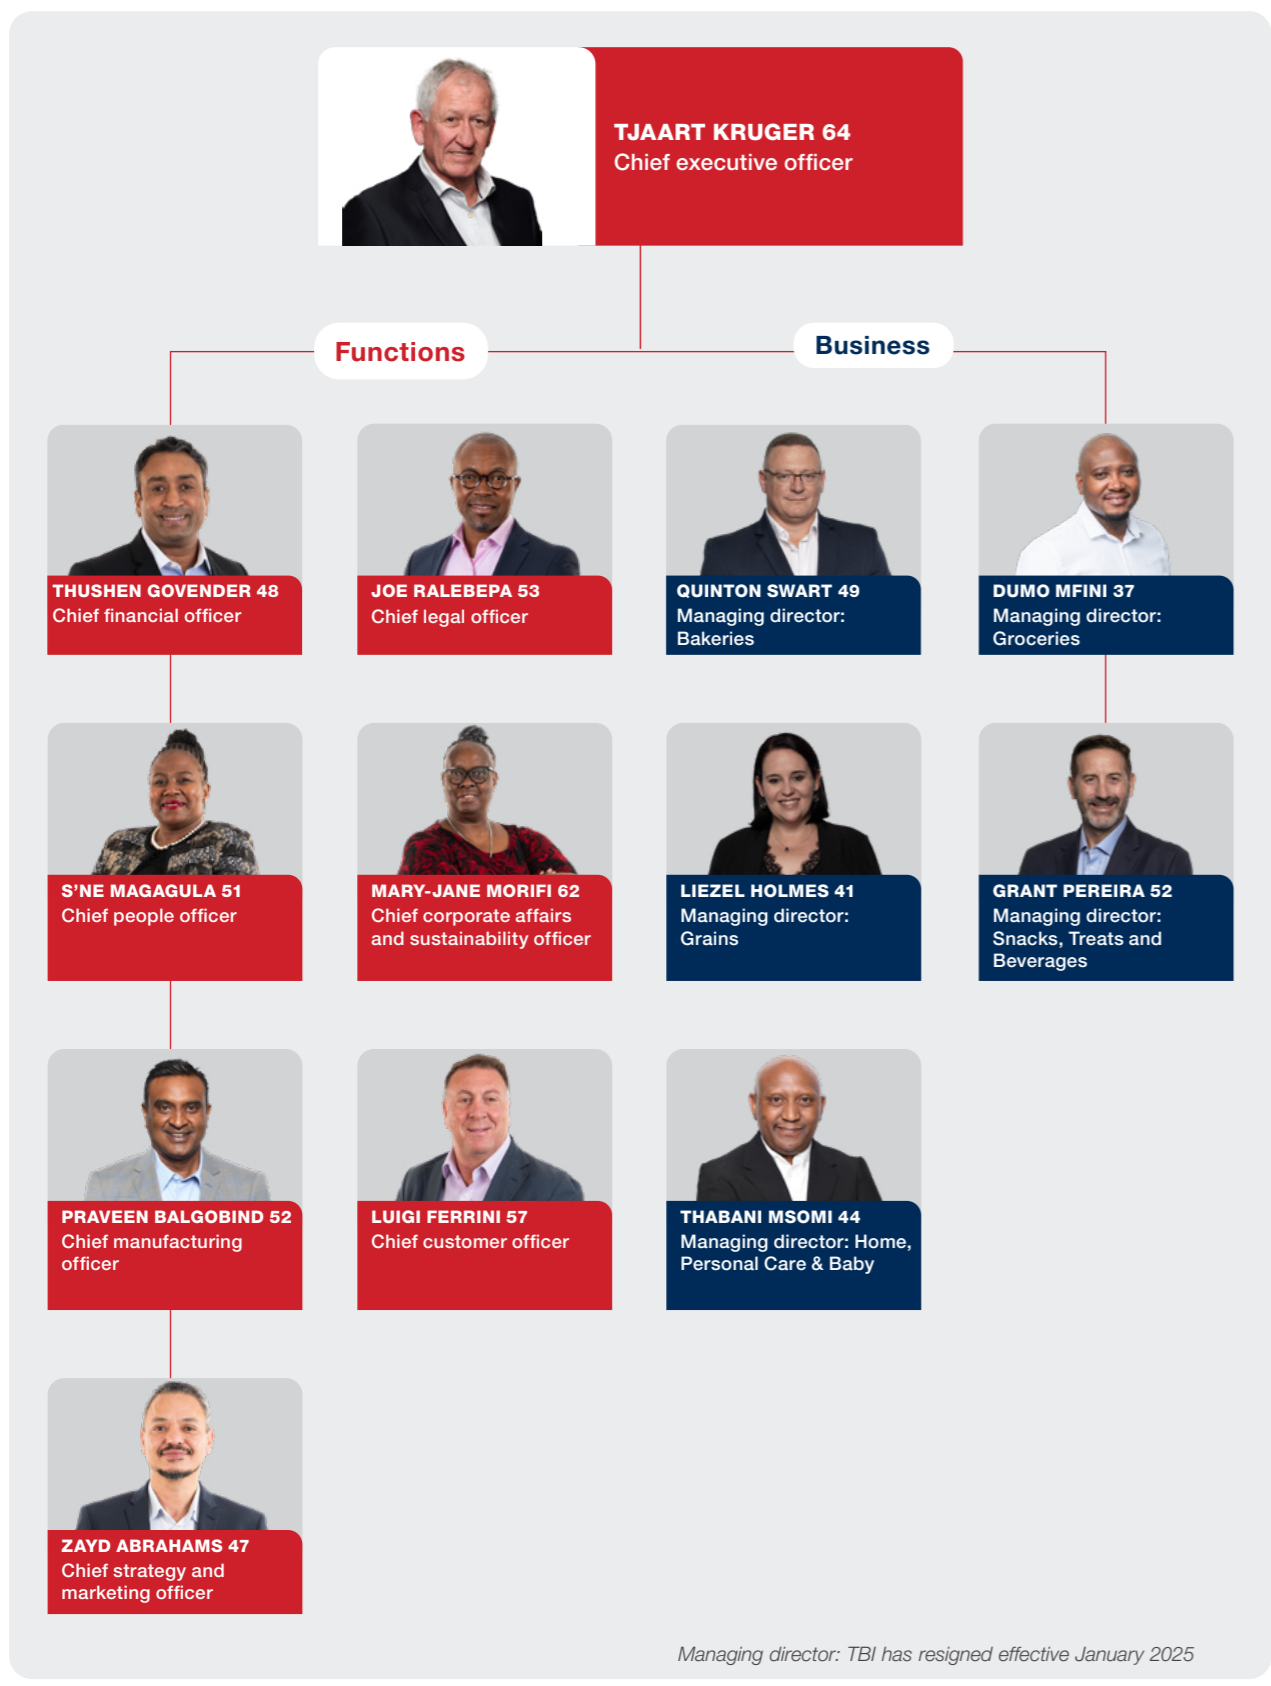 TJAART KRUGER 64
Chief executive officer
Functions
Business
THUSHEN GOVENDER 48
Chief financial officer
JOE RALEBEPA 53
Chief legal officer
QUINTON SWART 49
Managing director:
Bakeries
DUMO MFINI 37
Managing director:
Groceries
S’NE MAGAGULA 51
Chief people officer
MARY-JANE MORIFI 62
Chief corporate affairs
and sustainability officer
LIEZEL HOLMES 41
Managing director:
Grains
GRANT PEREIRA 52
Managing director:
Snacks, Treats and
Beverages
PRAVEEN BALGOBIND 52
Chief manufacturing
officer
LUIGI FERRINI 57
Chief customer officer
THABANI MSOMI 44
Managing director: Home,
Personal Care & Baby
ZAYD ABRAHAMS 47
Chief strategy and
marketing officer
Managing director: TBI has resigned effective January 2025